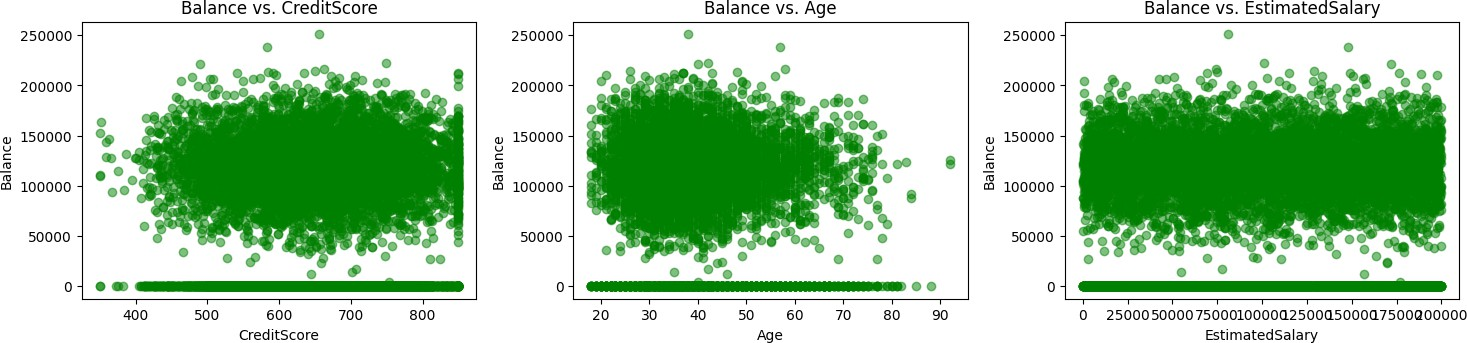 Balance vs. CreditScore
250000
200000
150000
100000
50000
0
Balance
400 500 600 700 800
CreditScore
Balance vs. Age
250000
200000
150000
100000
50000
0
Balance
20 30 40 50 60 70 80 90
Age
Balance vs. EstimatedSalary
250000
200000
150000
100000
50000
0
Balance
0 25000 50000 75000 100000 125000 150000 175000 200000
EstimatedSalary